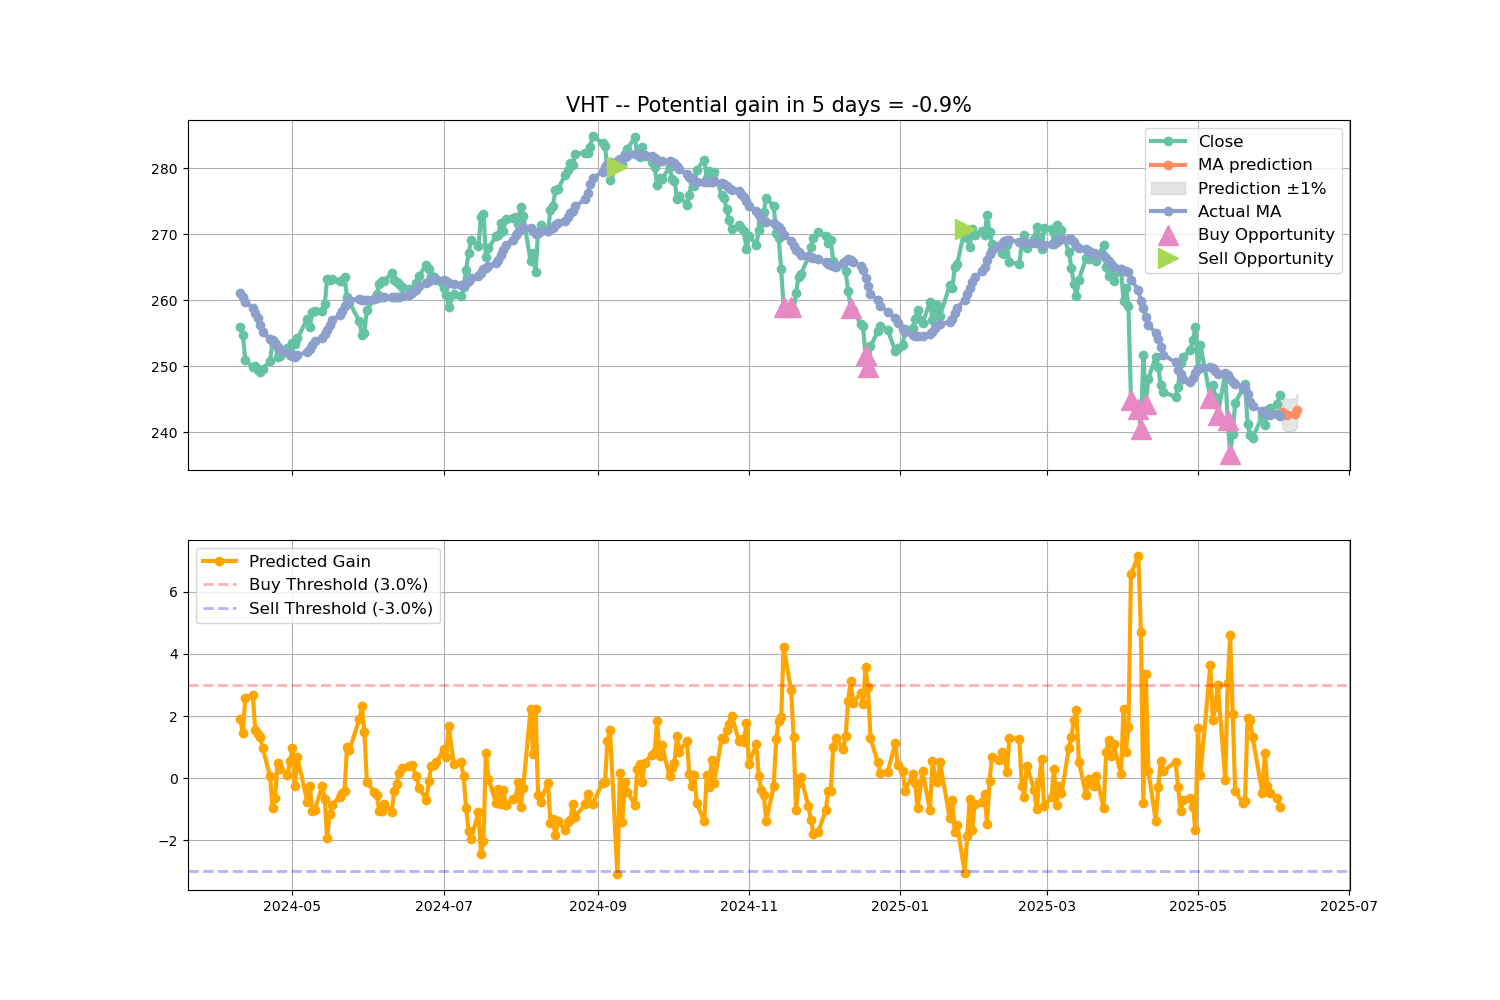 VHT -- Potential gain in 5 days = -0.9%
280
270
260
250
240
Close
MA prediction
Prediction ±1%
Actual MA
Buy Opportunity
Sell Opportunity
6
4
2
0
−2
Predicted Gain
Buy Threshold (3.0%)
Sell Threshold (-3.0%)
2024-05
2024-07
2024-09
2024-11
2025-01
2025-03
2025-05
2025-07